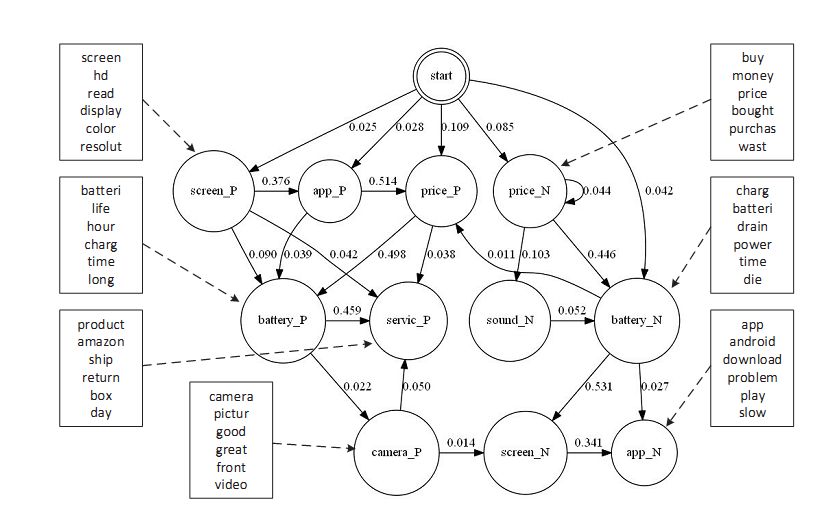 start
screen
hd
read
display
color
resolut
buy
money
price
bought
purchas
wast
0.025
0.028
0.109
0.085
screen_P
0.376
app_P
0.514
price_P
price_N
0.044
0.042
batteri
life
hour
charg
time
long
charg
batteri
drain
power
time
die
0.090
0.039
0.042
0.498
0.038
0.011
0.103
0.446
battery_P
0.459
servic_P
sound_N
0.052
battery_N
product
amazon
ship
return
box
day
app
android
download
problem
play
slow
0.022
0.050
0.531
0.027
camera
pictur
good
great
front
video
camera_P
0.014
screen_N
0.341
app_N